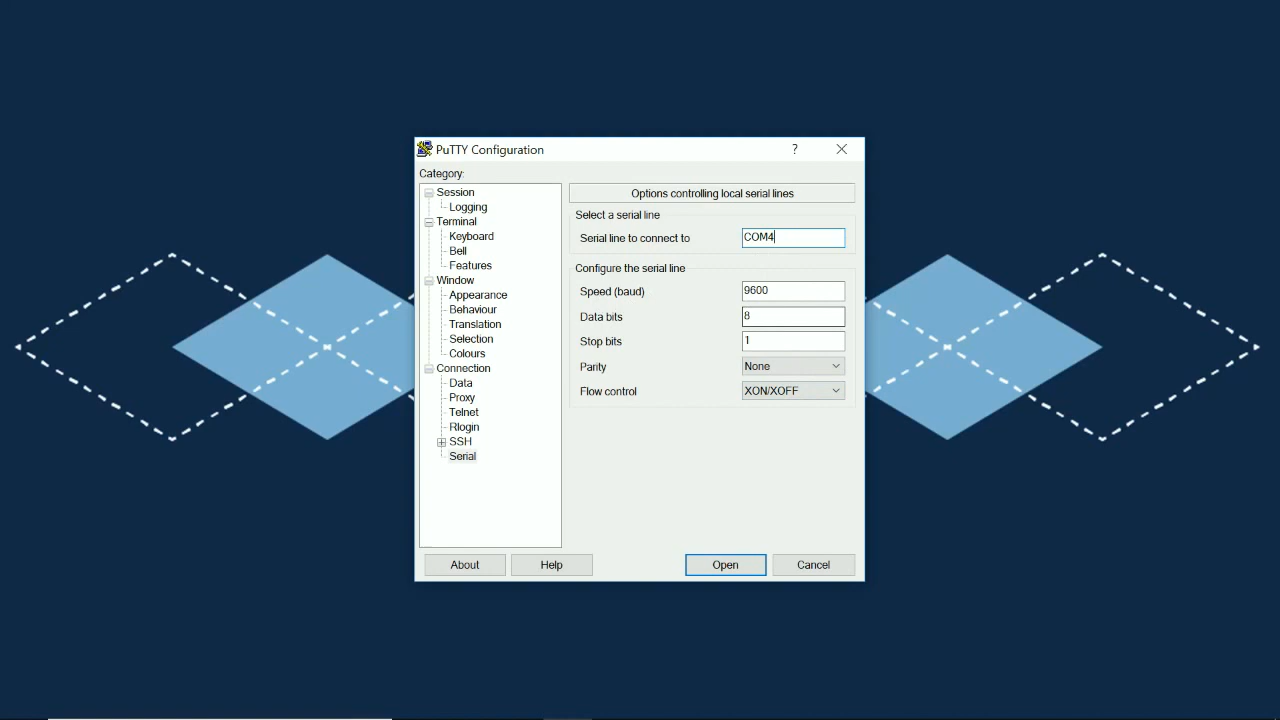 PuTTY Configuration ?
Category:
Session
Logging
Terminal
Keyboard
Bell
Features
Window
Appearance
Behaviour
Translation
Selection
Colours
Connection
Data
Proxy
Telnet
Rlogin
SSH
Serial
Options controlling local serial lines
Select a serial line
Serial line to connect to COM4
Configure the serial line
Speed (baud) 9600
Data bits 8
Stop bits 1
Parity None
Flow control XON/XOFF
About Help Open Cancel